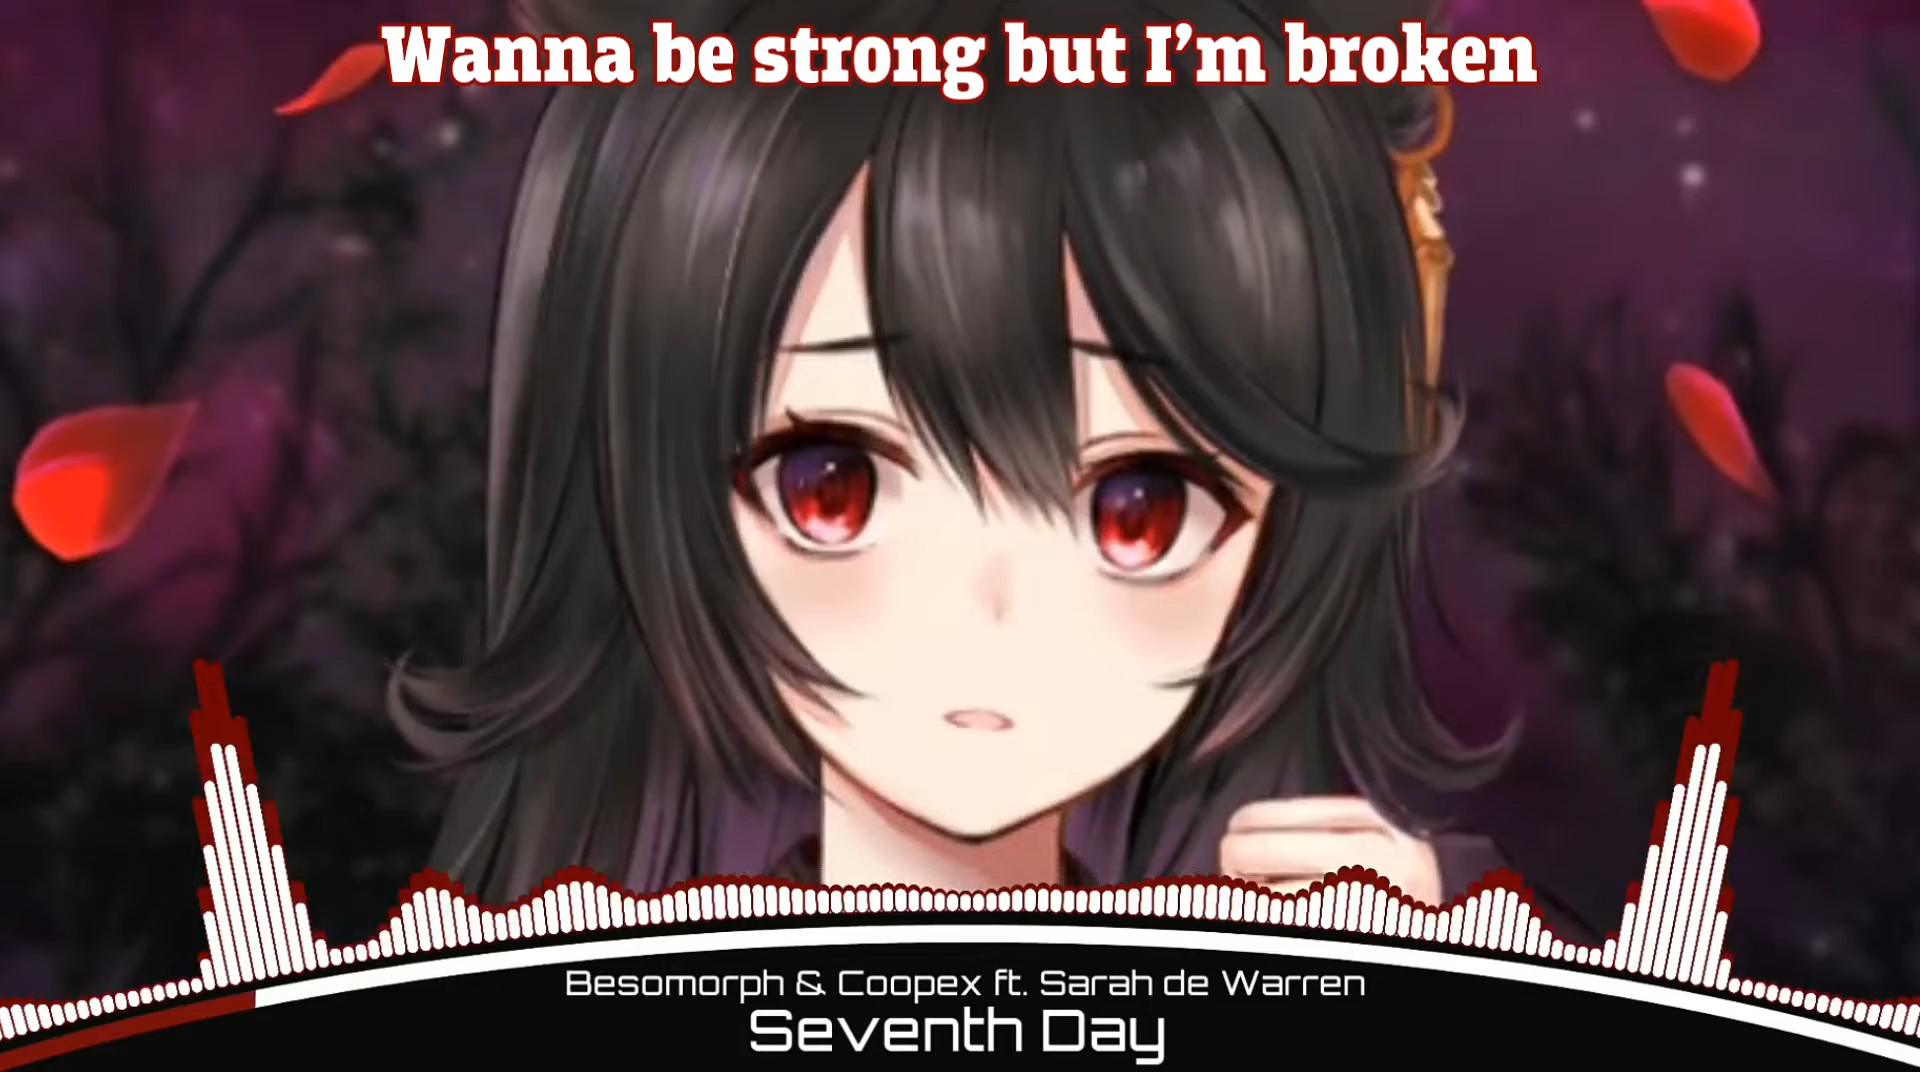 Wanna be strong but I’m broken
Besomorph & Coopex ft. Sarah de Warren
Seventh Day